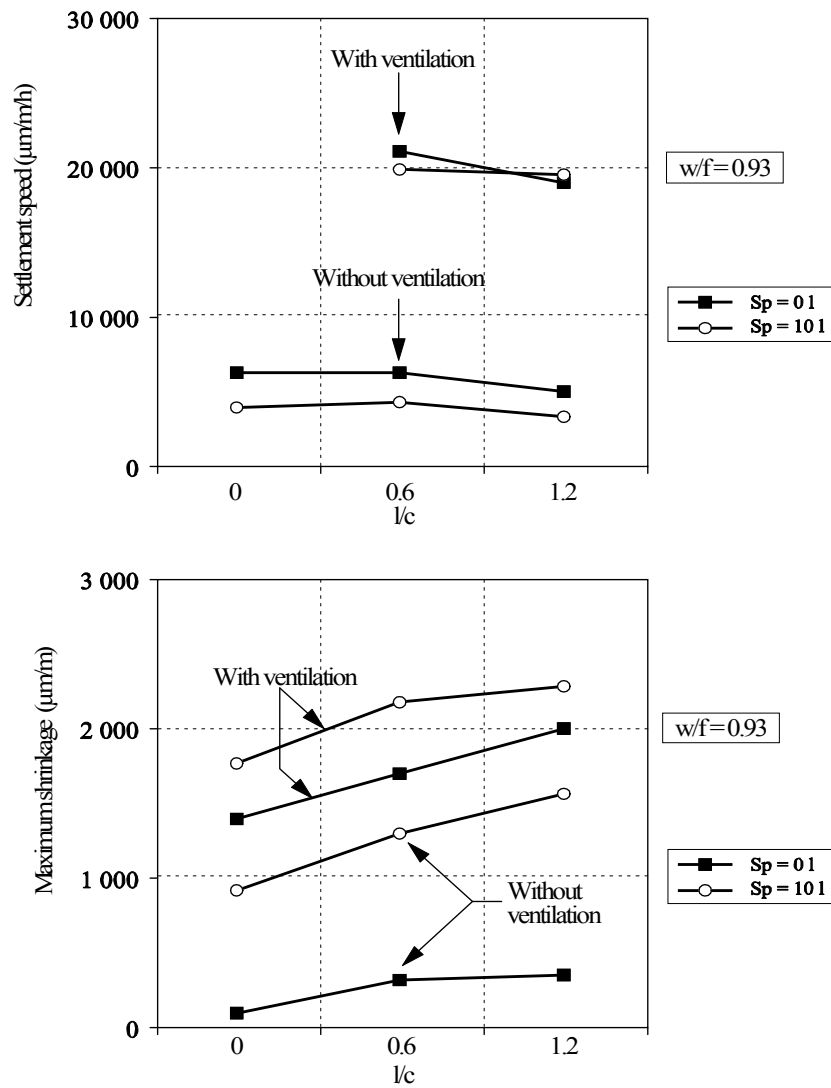 30 000
With ventilation
20 000
w/f = 0.93
Settlement speed (µm/m/h)
Without ventilation
10 000
Sp = 0 l
Sp = 10 l
0
0 0.6 1.2
l/c
3 000
With ventilation
2 000
w/f = 0.93
Maximum shrinkage (µm/m)
1 000
Sp = 0 l
Sp = 10 l
Without
ventilation
0
0 0.6 1.2
l/c